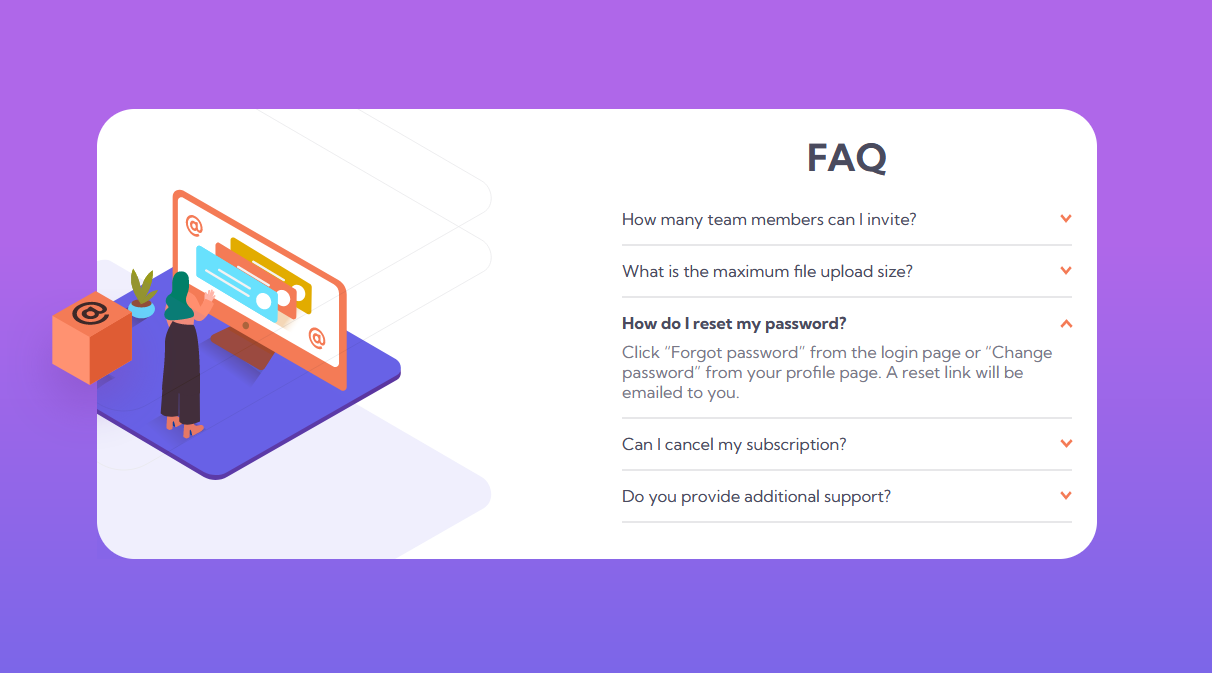 FAQ
How many team members can I invite?
What is the maximum file upload size?
How do I reset my password?
Click “Forgot password” from the login page or “Change
password” from your profile page. A reset link will be
emailed to you.
Can I cancel my subscription?
Do you provide additional support?
@
@
@